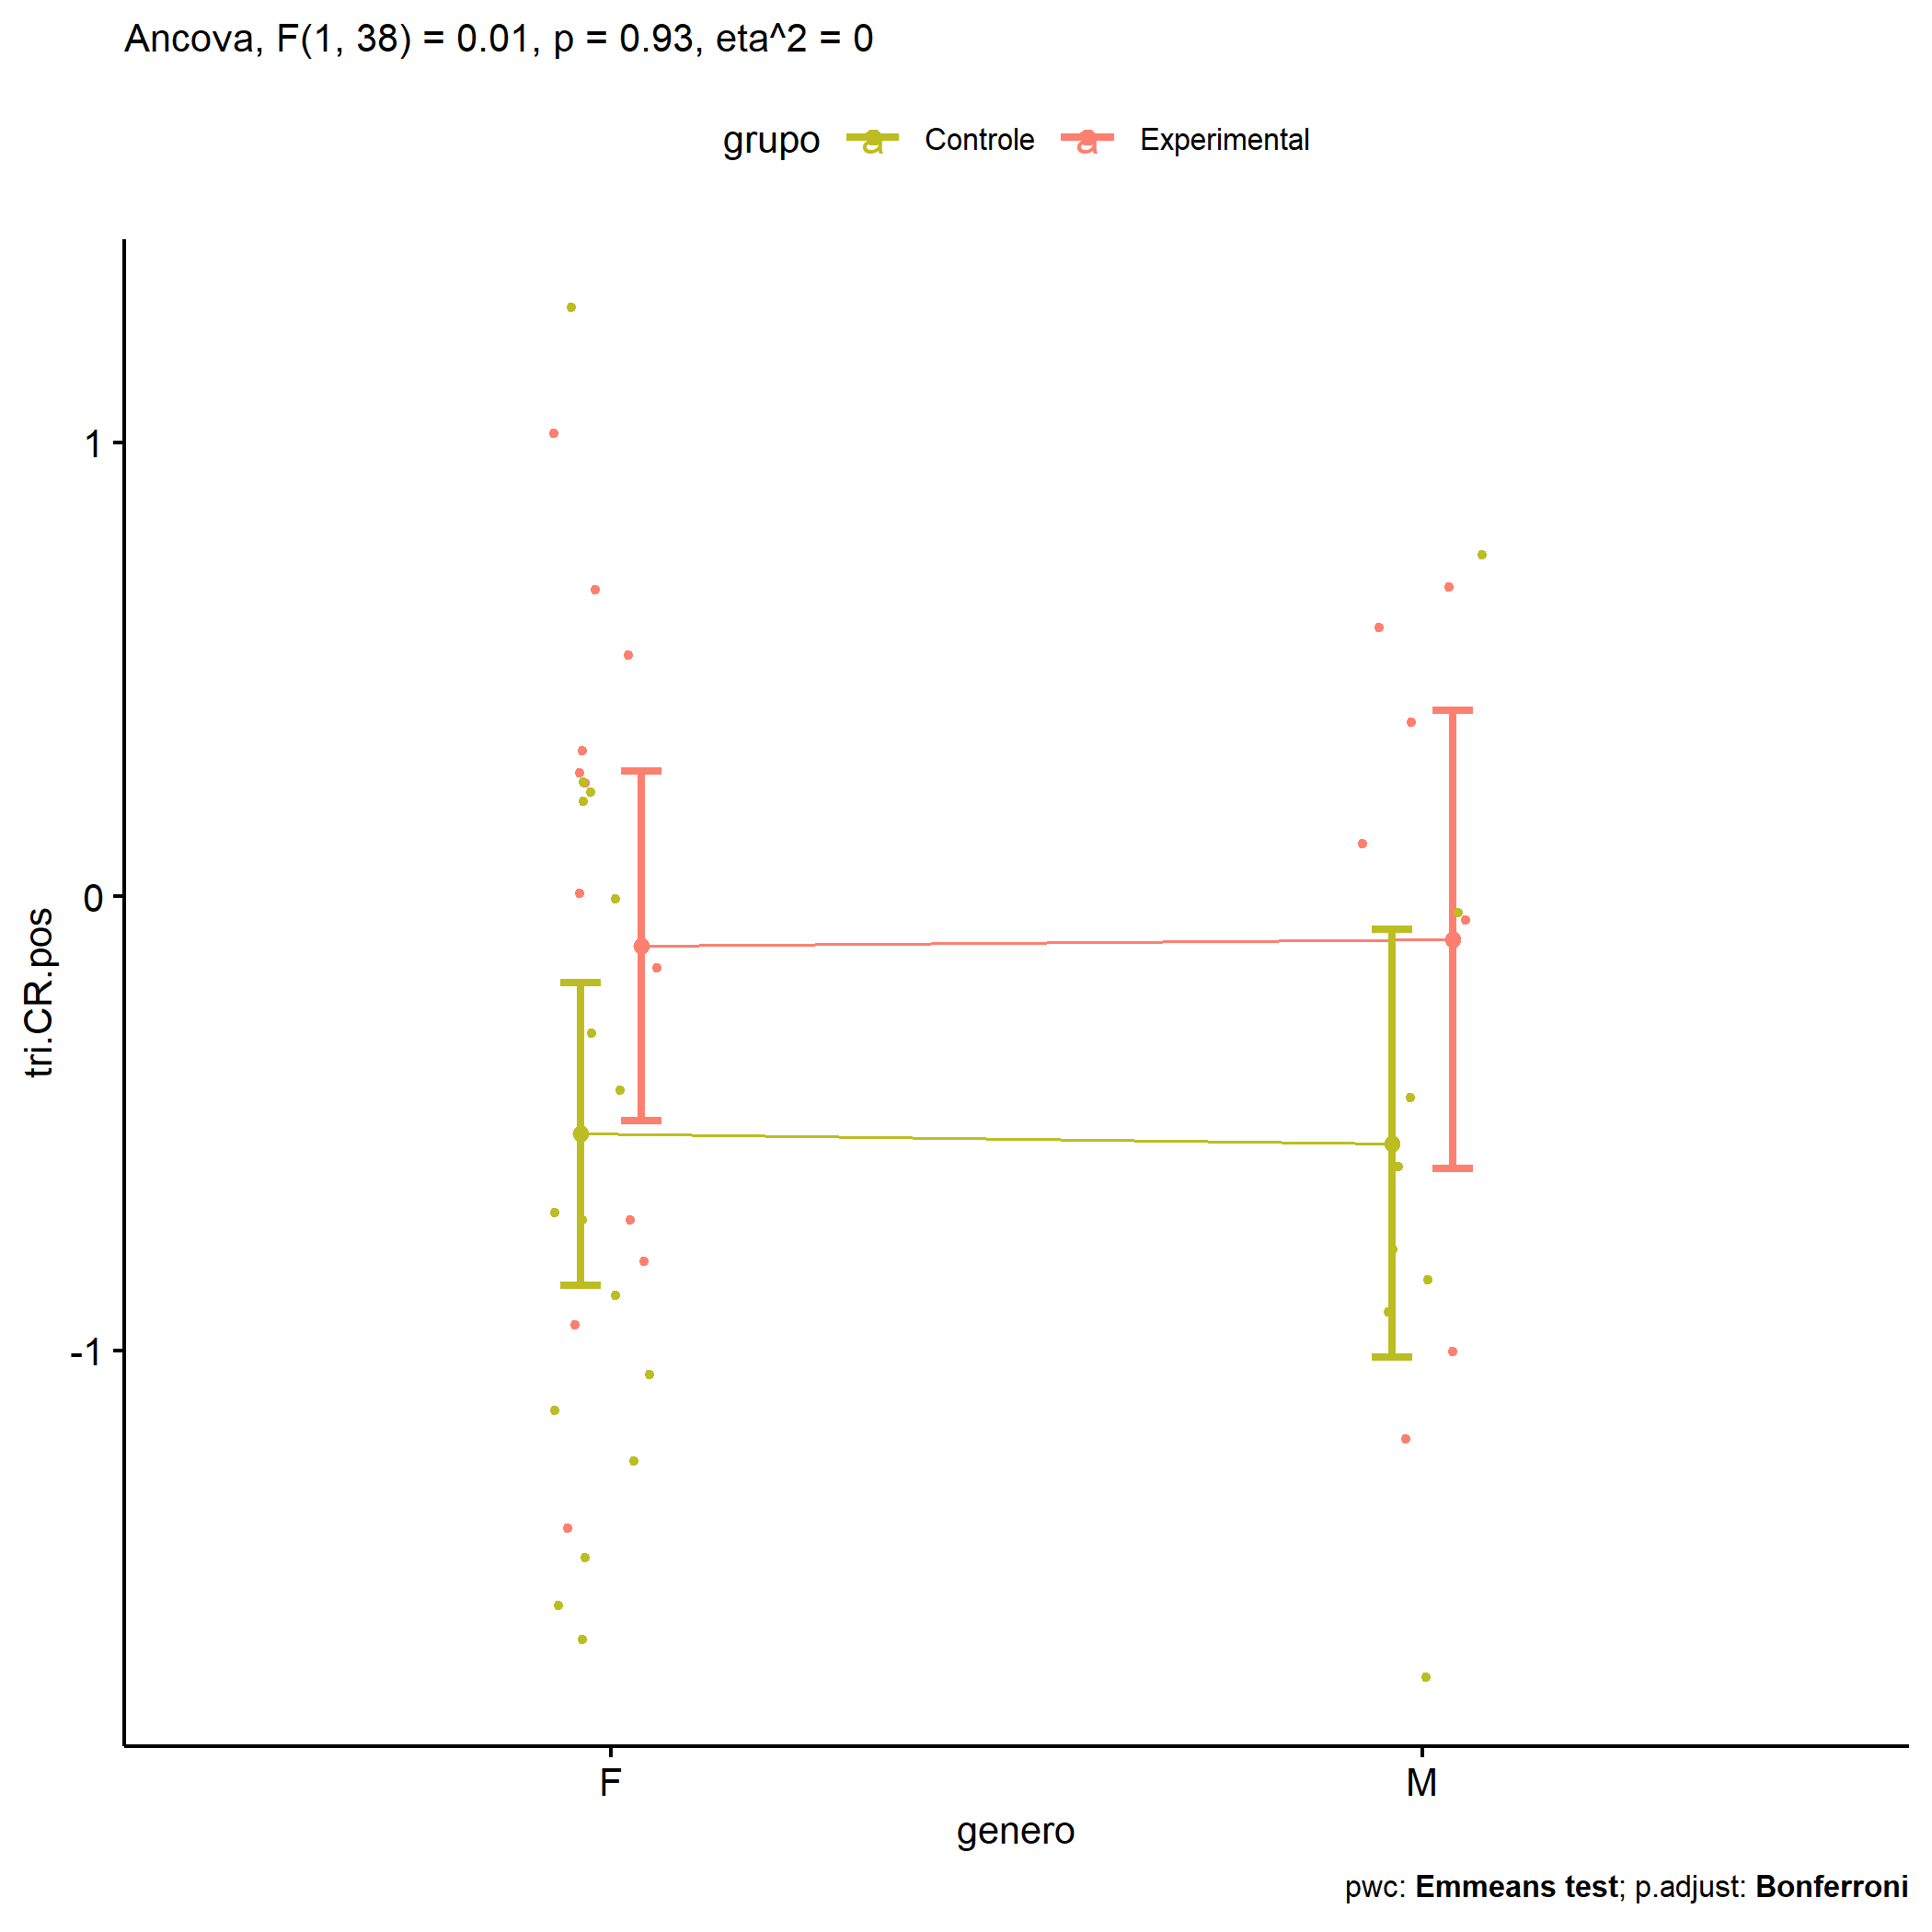 Ancova, F(1, 38) = 0.01, p = 0.93, eta^2 = 0
grupo a Controle a Experimental
1
0
-1
tri.CR.pos
F M
genero
pwc: Emmeans test; p.adjust: Bonferroni